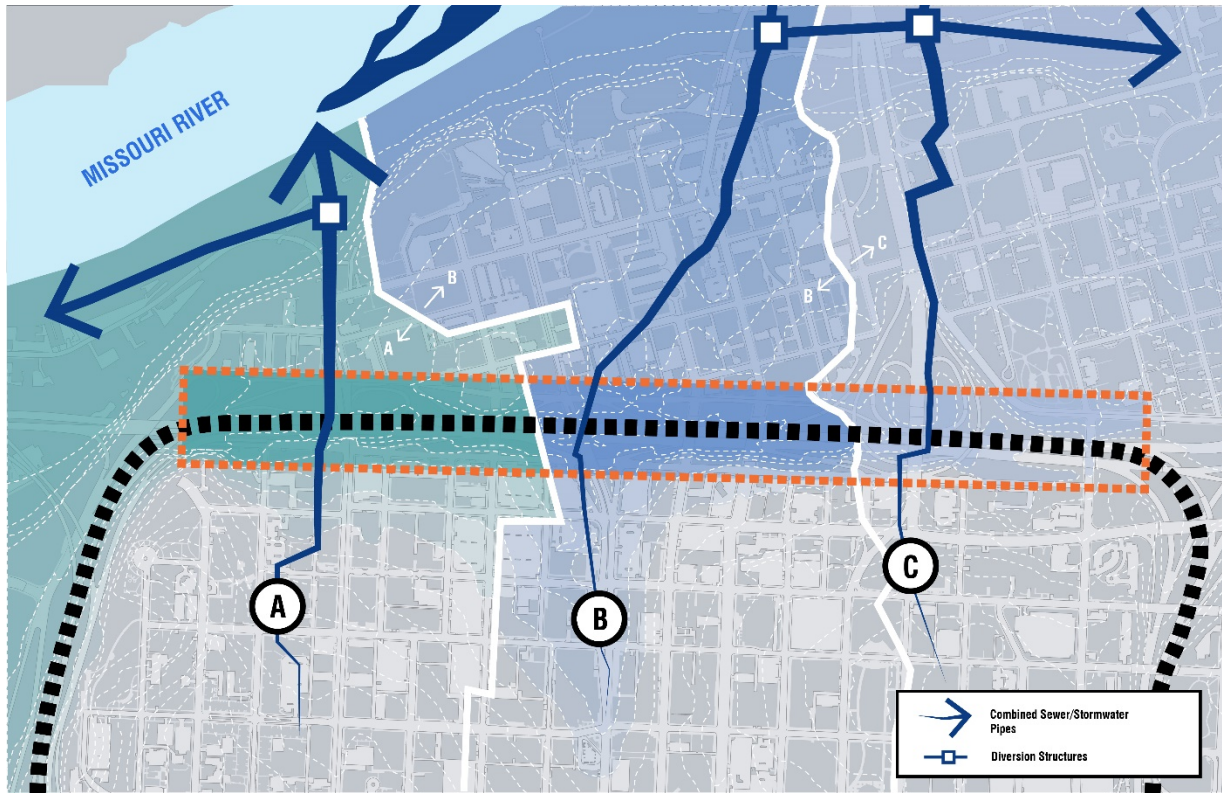 MISSOURI RIVER
B
A
C
B
A
B
C
Combined Sewer/Stormwater
Pipes
Diversion Structures